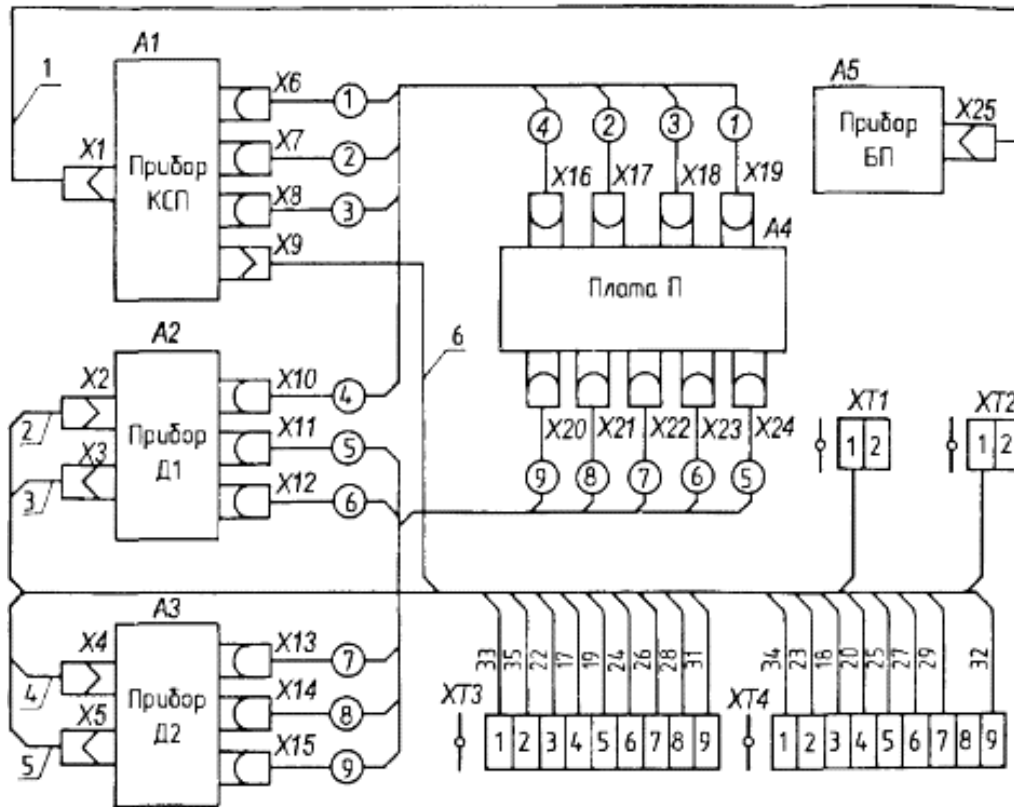 A1
1
X6
1
X1
X7
2
Прибор
КСП
X8
3
X9
4
2
3
1
X16
X17
X18
X19
A4
Плата П
A5
Прибор
БП
X25
A2
X2
X10
4
6
2
X3
Прибор
Д1
X11
5
3
X12
6
X20
X21
X22
X23
X24
9
8
7
6
5
XT1
1 2
XT2
1 2
A3
X4
X13
7
4
X5
Прибор
Д2
X14
8
5
X15
9
33 35 22 17 19 24 26 28 31
XT3
1 2 3 4 5 6 7 8 9
34 23 18 20 25 27 29 32
XT4
1 2 3 4 5 6 7 8 9